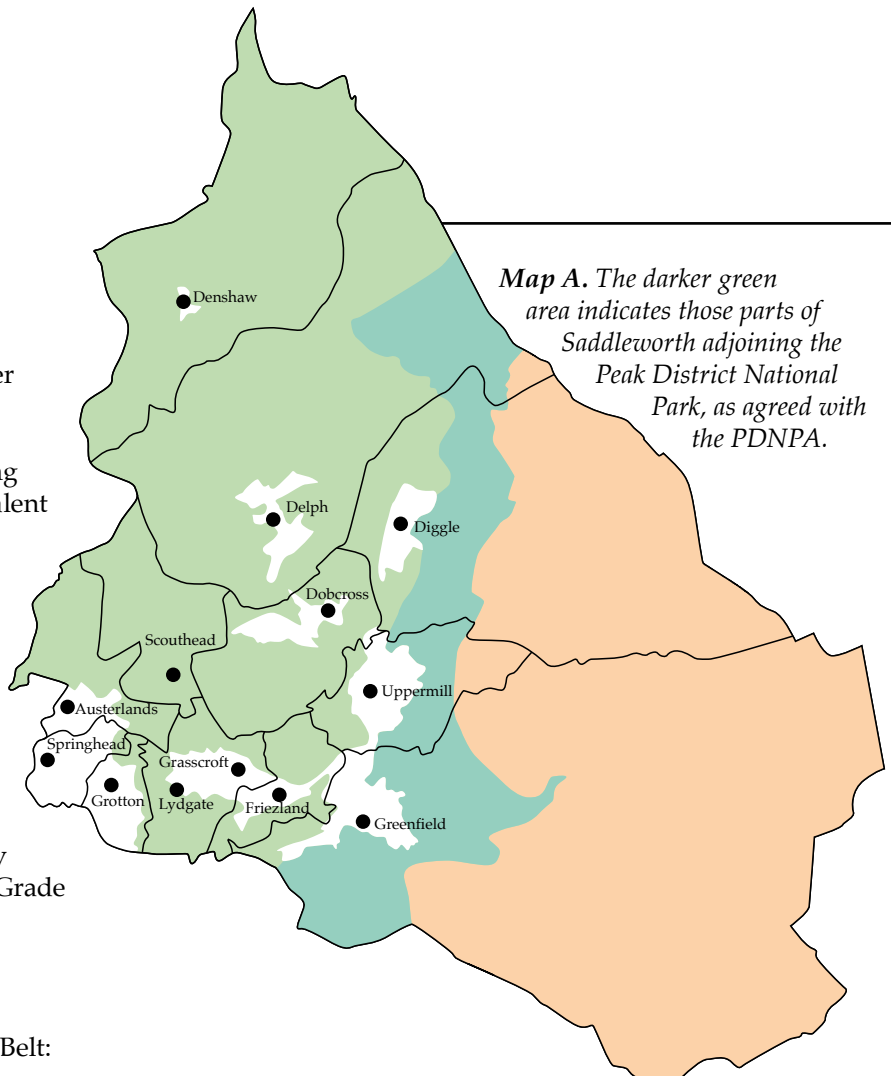 Map A. The darker green
area indicates those parts of
Saddleworth adjoining the
Peak District National
Park, as agreed with
the PDNPA.
Denshaw
er
ng
alent
Delph
Diggle
Dobcross
Scouthead
Uppermill
Austerlands
Springhead
Grasscroft
Grotton
Lydgate
Friezland
Greenfield
y
Grade
Belt: